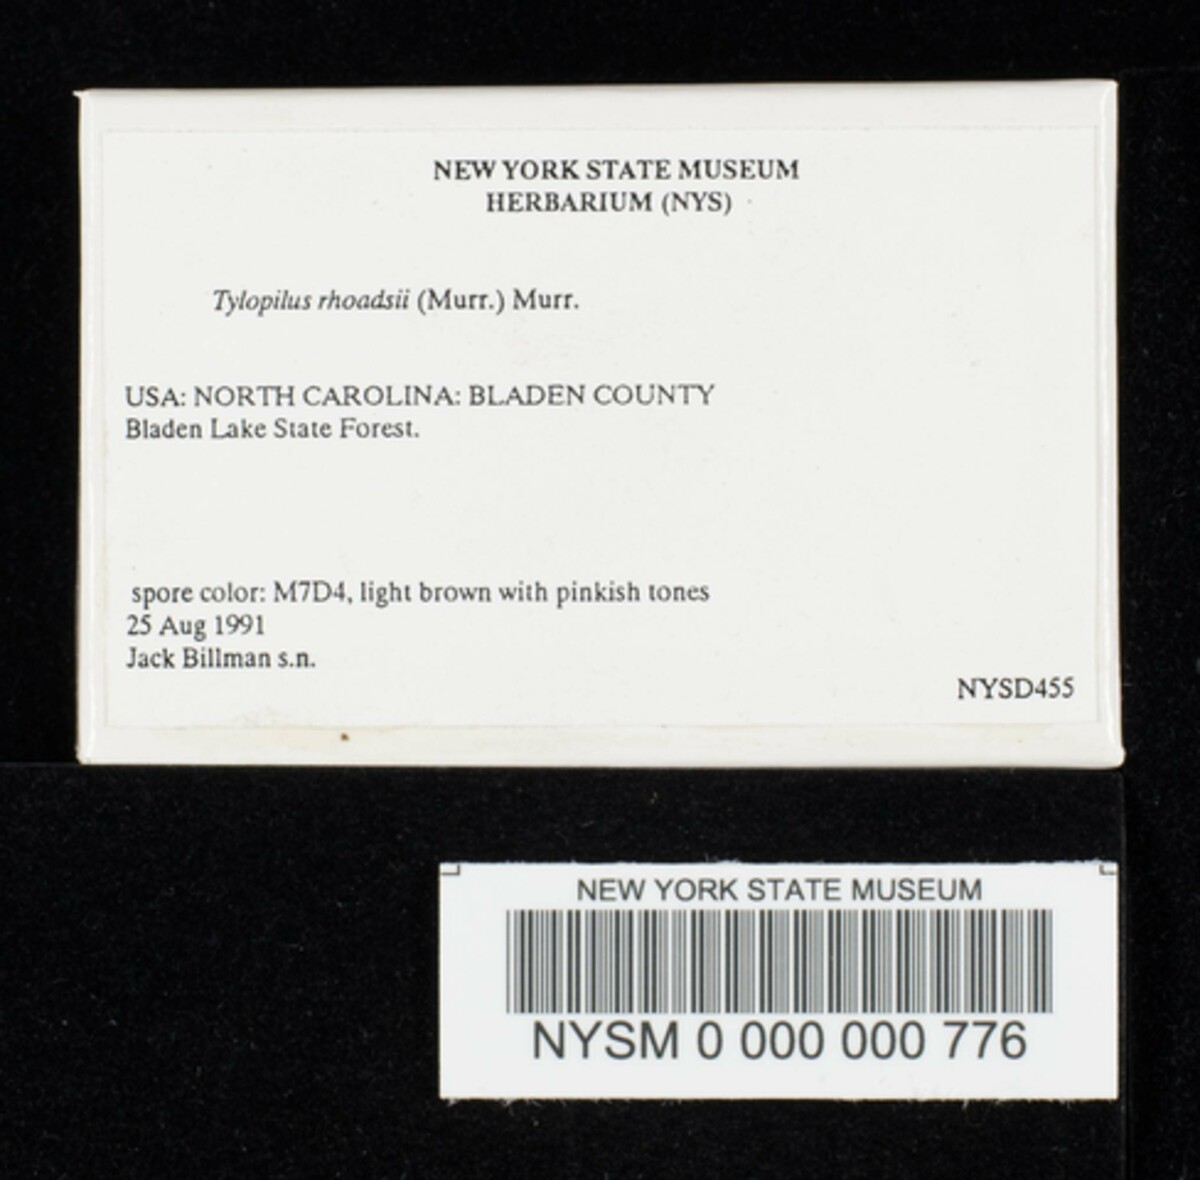 NEW YORK STATE MUSEUM
HERBARIUM (NYS)
Tylopilus rhoadsii (Murr.) Murr.
USA: NORTH CAROLINA: BLADEN COUNTY
Bladen Lake State Forest.
spore color: M7D4, light brown with pinkish tones
25 Aug 1991
Jack Billman s.n.
NYSD455
NEW YORK STATE MUSEUM
NYSM 0 000 000 776